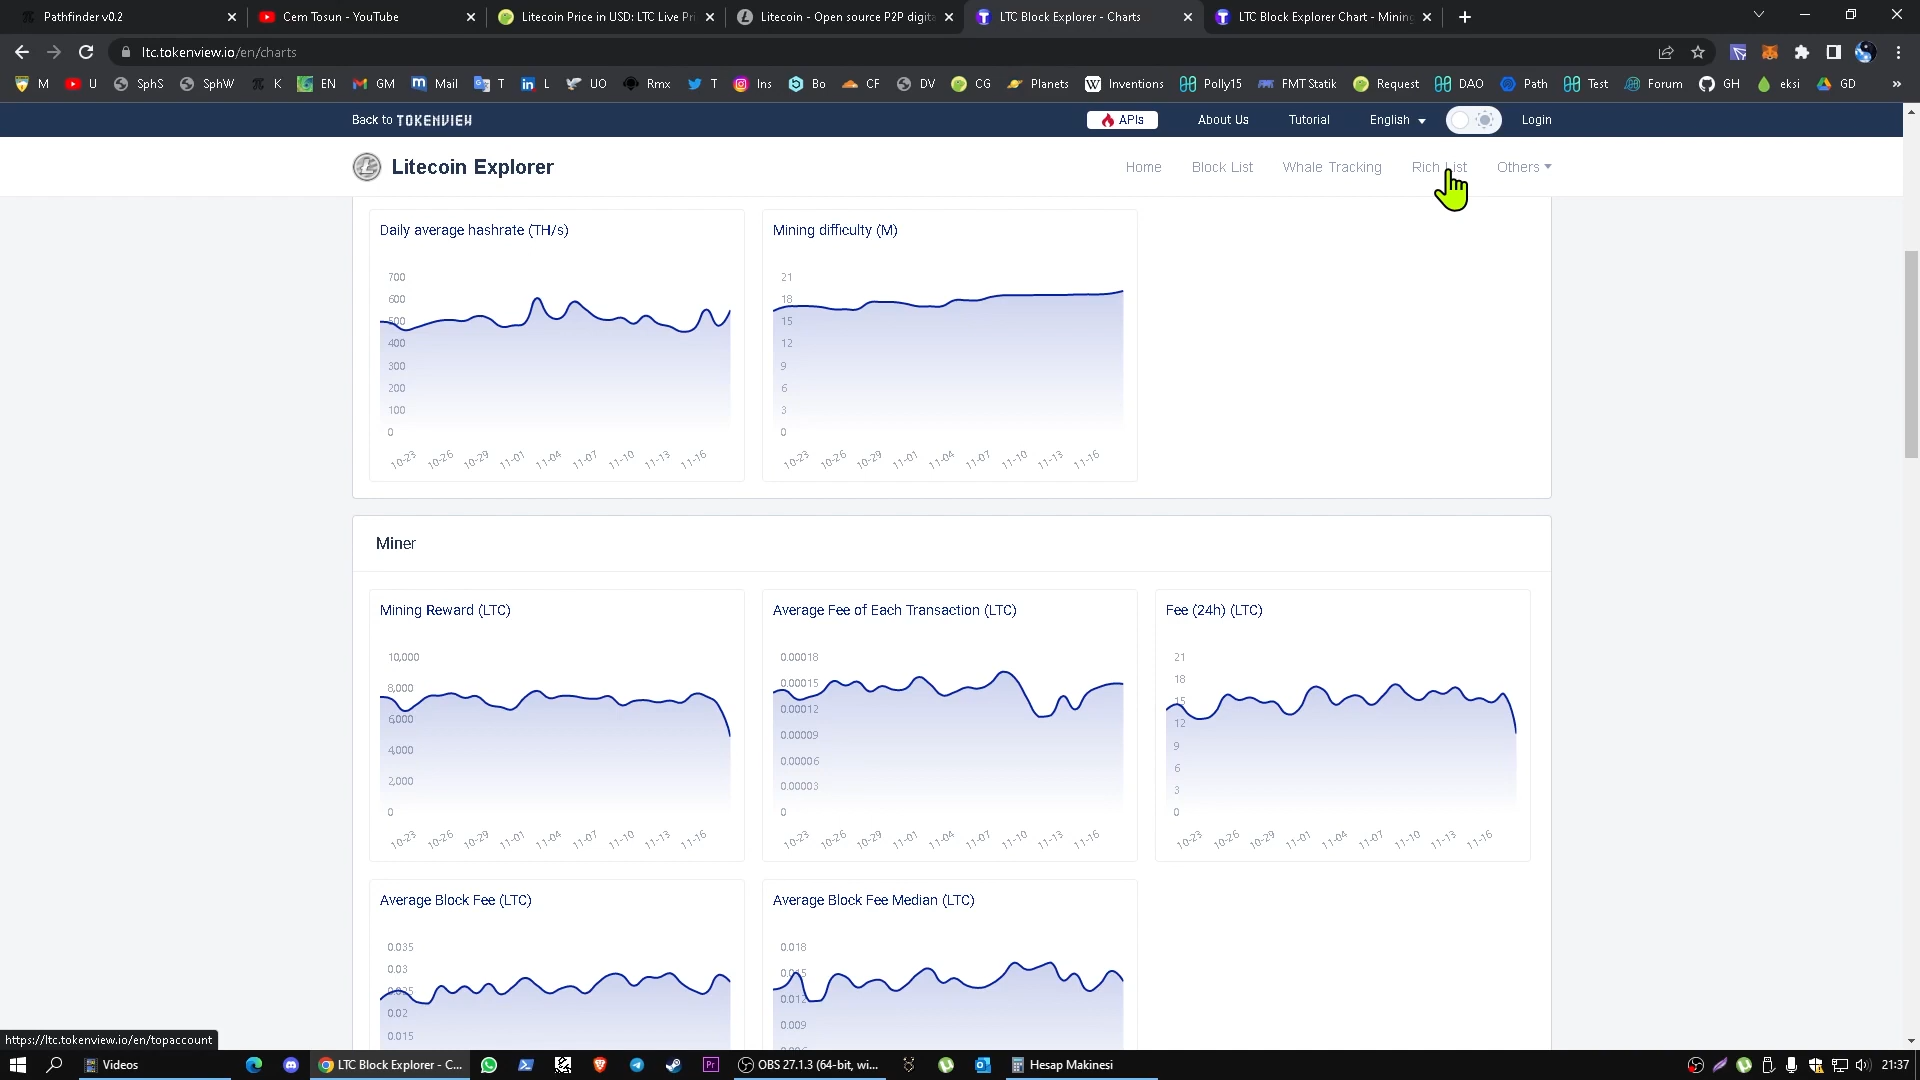 Pathfinder v0.2
Cem Tosun - YouTube
Litecoin Price in USD: LTC Live Pri
Litecoin - Open source P2P digita
LTC Block Explorer - Charts
LTC Block Explorer Chart - Mining
ltc.tokenview.io/en/charts
M U SphS SphW K EN GM Mail T L UO Rmx T Ins Bo CF DV CG Planets Inventions Polly15 FMT Statik Request DAO Path Test Forum GH eksi GD »
Back to TOKENVIEW
APIs About Us Tutorial English Login
Litecoin Explorer
Home Block List Whale Tracking Rich List Others
Daily average hashrate (TH/s)
700
600
500
400
300
200
100
0
10-23 10-26 10-29 11-01 11-04 11-07 11-10 11-13 11-16
Mining difficulty (M)
21
18
15
12
9
6
3
0
10-23 10-26 10-29 11-01 11-04 11-07 11-10 11-13 11-16
Miner
Mining Reward (LTC)
10,000
8,000
6,000
4,000
2,000
0
10-23 10-26 10-29 11-01 11-04 11-07 11-10 11-13 11-16
Average Fee of Each Transaction (LTC)
0.00018
0.00015
0.00012
0.00009
0.00006
0.00003
0
10-23 10-26 10-29 11-01 11-04 11-07 11-10 11-13 11-16
Fee (24h) (LTC)
21
18
15
12
9
6
3
0
10-23 10-26 10-29 11-01 11-04 11-07 11-10 11-13 11-16
Average Block Fee (LTC)
0.035
0.03
0.025
0.02
0.015
Average Block Fee Median (LTC)
0.018
0.015
0.012
0.009
https://ltc.tokenview.io/en/topaccount
Videos
LTC Block Explorer - C...
Pr
OBS 27.1.3 (64-bit, wi...
Hesap Makinesi
21:37